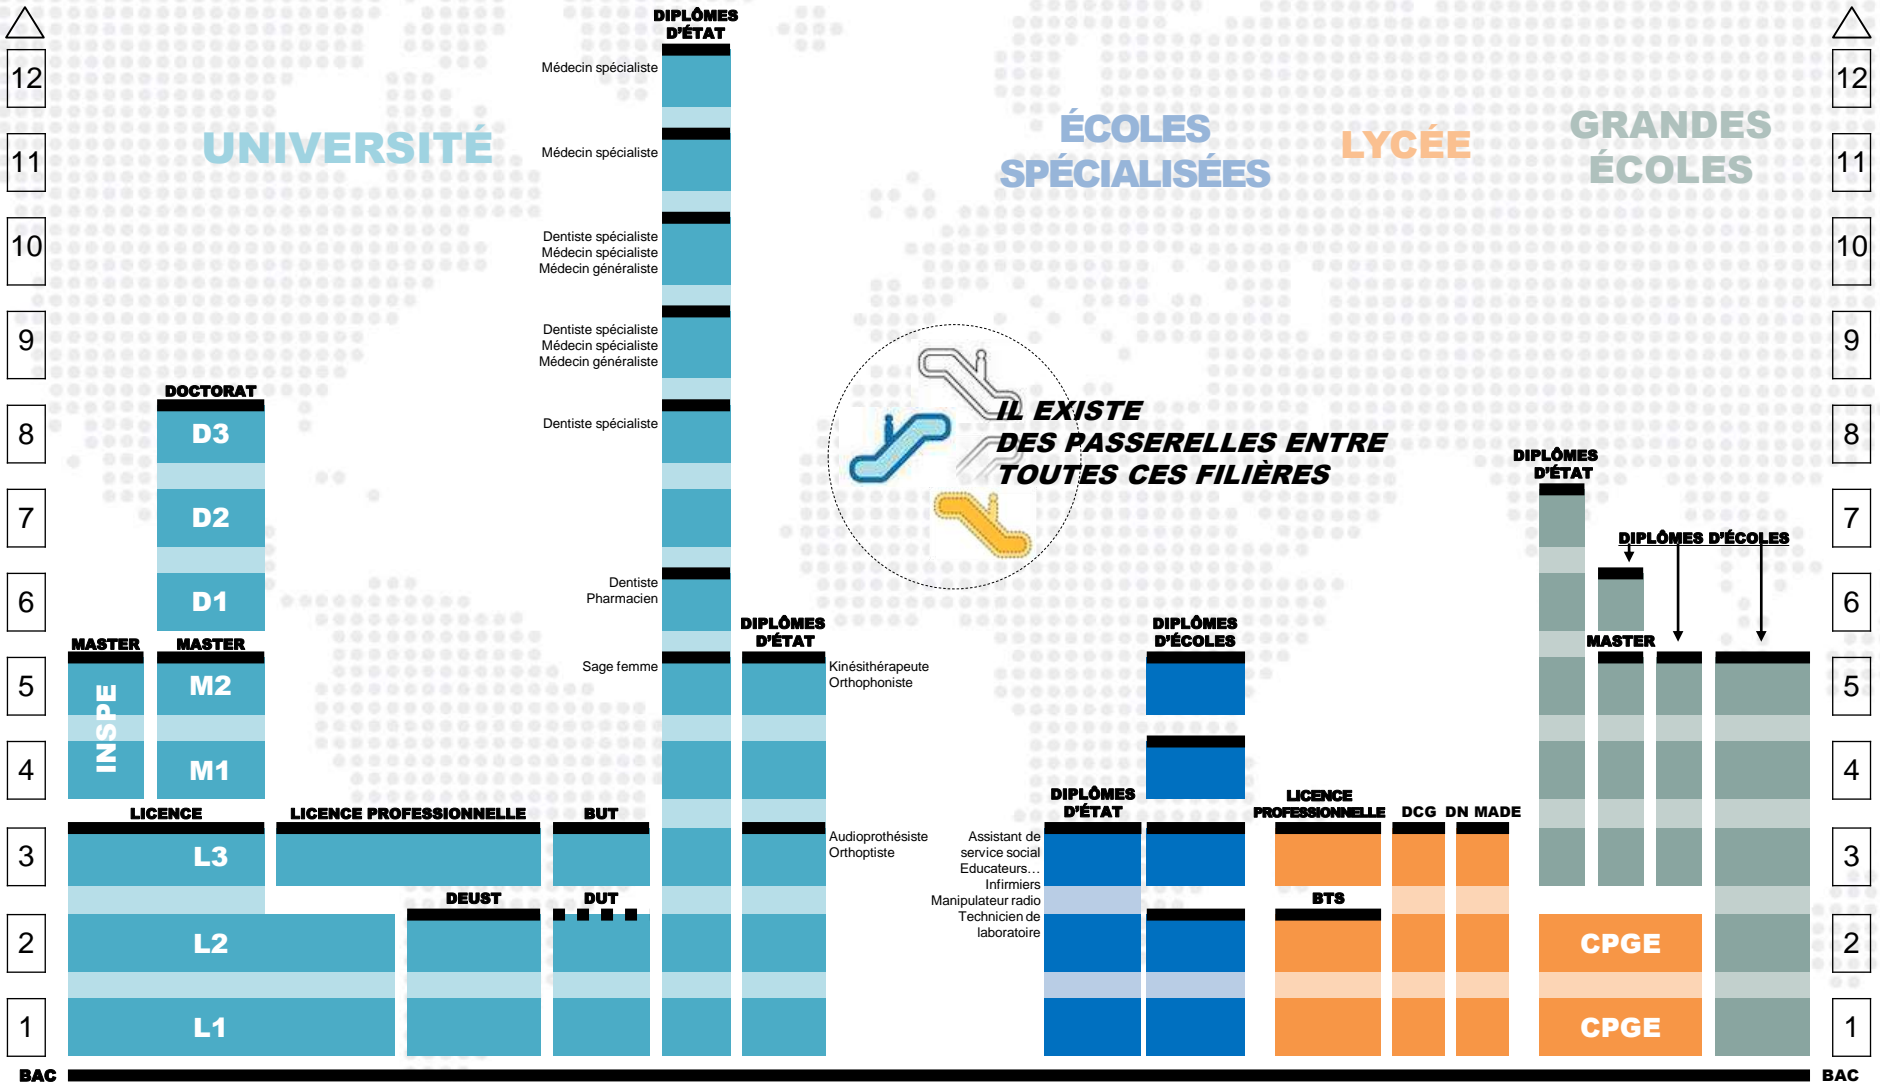 DIPLÔMES
D'ÉTAT
12
Médecin spécialiste
12
UNIVERSITÉ
ÉCOLES
SPÉCIALISÉES
LYCÉE
GRANDES
ÉCOLES
11
Médecin spécialiste
11
10
Dentiste spécialiste
Médecin spécialiste
Médecin généraliste
10
9
Dentiste spécialiste
Médecin spécialiste
Médecin généraliste
9
DOCTORAT
8
D3
Dentiste spécialiste
IL EXISTE
DES PASSERELLES ENTRE
TOUTES CES FILIÈRES
8
DIPLÔMES
D'ÉTAT
7
D2
7
DIPLÔMES D'ÉCOLES
6
D1
Dentiste
Pharmacien
6
MASTER
MASTER
DIPLÔMES
D'ÉTAT
DIPLÔMES
D'ÉCOLES
MASTER
5
INSPE
M2
Sage femme
Kinésithérapeute
Orthophoniste
5
4
M1
4
LICENCE
LICENCE PROFESSIONNELLE
BUT
DIPLÔMES
D'ÉTAT
LICENCE
PROFESSIONNELLE
DCG
DN MADE
3
L3
Audioprothésiste
Orthoptiste
Assistant de
service social
Educateurs...
Infirmiers
Manipulateur radio
Technicien de
laboratoire
3
DEUST
DUT
BTS
2
L2
CPGE
2
1
L1
CPGE
1
BAC
BAC